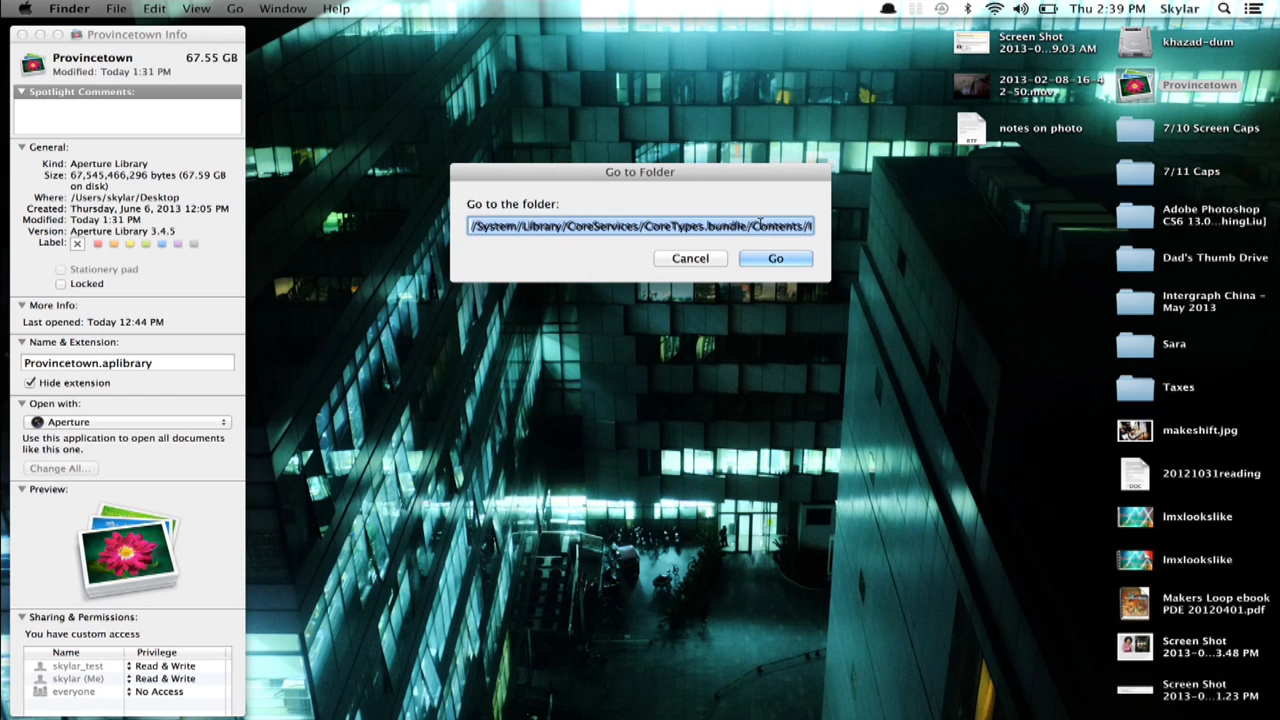 Finder File Edit View Go Window Help
Thu 2:39 PM Skylar
Provincetown Info
Provincetown 67.55 GB
Modified: Today 1:31 PM
Spotlight Comments:
General:
Kind: Aperture Library
Size: 67,545,466,296 bytes (67.59 GB
on disk)
Where: /Users/skylar/Desktop
Created: Thursday, June 6, 2013 12:05 PM
Modified: Today 1:31 PM
Version: Aperture Library 3.4.5
Label:
Stationery pad
Locked
More Info:
Last opened: Today 12:44 PM
Name & Extension:
Provincetown.aplibrary
Hide extension
Open with:
Aperture
Use this application to open all documents
like this one.
Change All...
Preview:
Sharing & Permissions:
You have custom access
Name Privilege
skylar_test Read & Write
skylar (Me) Read & Write
everyone No Access
Go to Folder
Go to the folder:
/System/Library/CoreServices/CoreTypes.bundle/Contents/
Cancel Go
Screen Shot
2013-0...9.03 AM
2013-02-08-16-4
2-50.mov
notes on photo
RTF
khazad-dum
Provincetown
7/10 Screen Caps
7/11 Caps
Adobe Photoshop
CS6 13.0...hingLiu]
Dad's Thumb Drive
Intergraph China –
May 2013
Sara
Taxes
makeshift.jpg
20121031reading
DOC
lmxlookslike
lmxlookslike
Makers Loop ebook
PDE 20120401.pdf
Screen Shot
2013-0...3.48 PM
Screen Shot
2013-0...1.23 PM